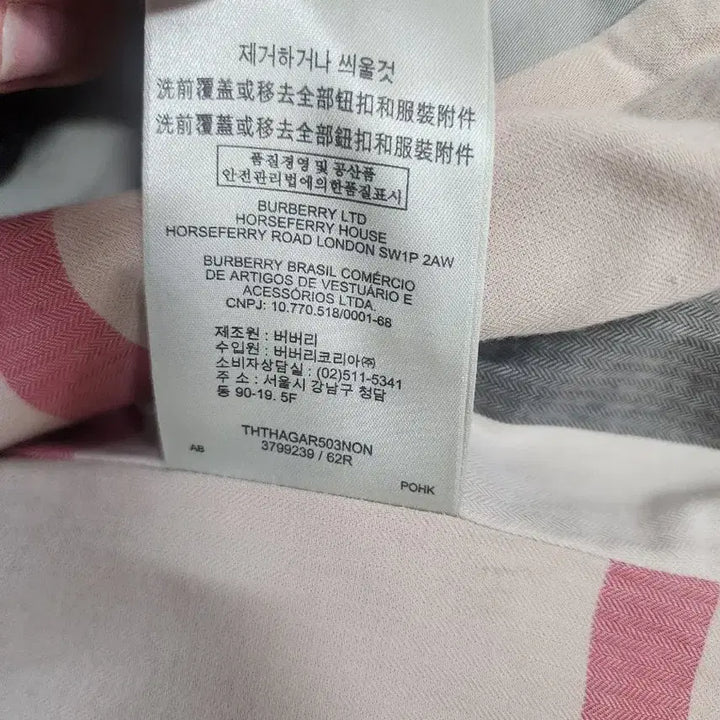 제거하거나 씌울것
洗前覆盖或移去全部钮扣和服装附件
洗前覆蓋或移去全部鈕扣和服裝附件
품질경영 및 공산품
안전관리법에의한품질표시
BURBERRY LTD
HORSEFERRY HOUSE
HORSEFERRY ROAD LONDON SW1P 2AW
BURBERRY BRASIL COMÉRCIO
DE ARTIGOS DE VESTUÁRIO E
ACESSÓRIOS LTDA.
CNPJ: 10.770.518/0001-68
제조원 : 버버리
수입원 : 버버리코리아㈜
소비자상담실 : (02)511-5341
주 소 : 서울시 강남구 청담
동 90-19. 5F
THTHAGAR503NON
AB
3799239 / 62R
POHK